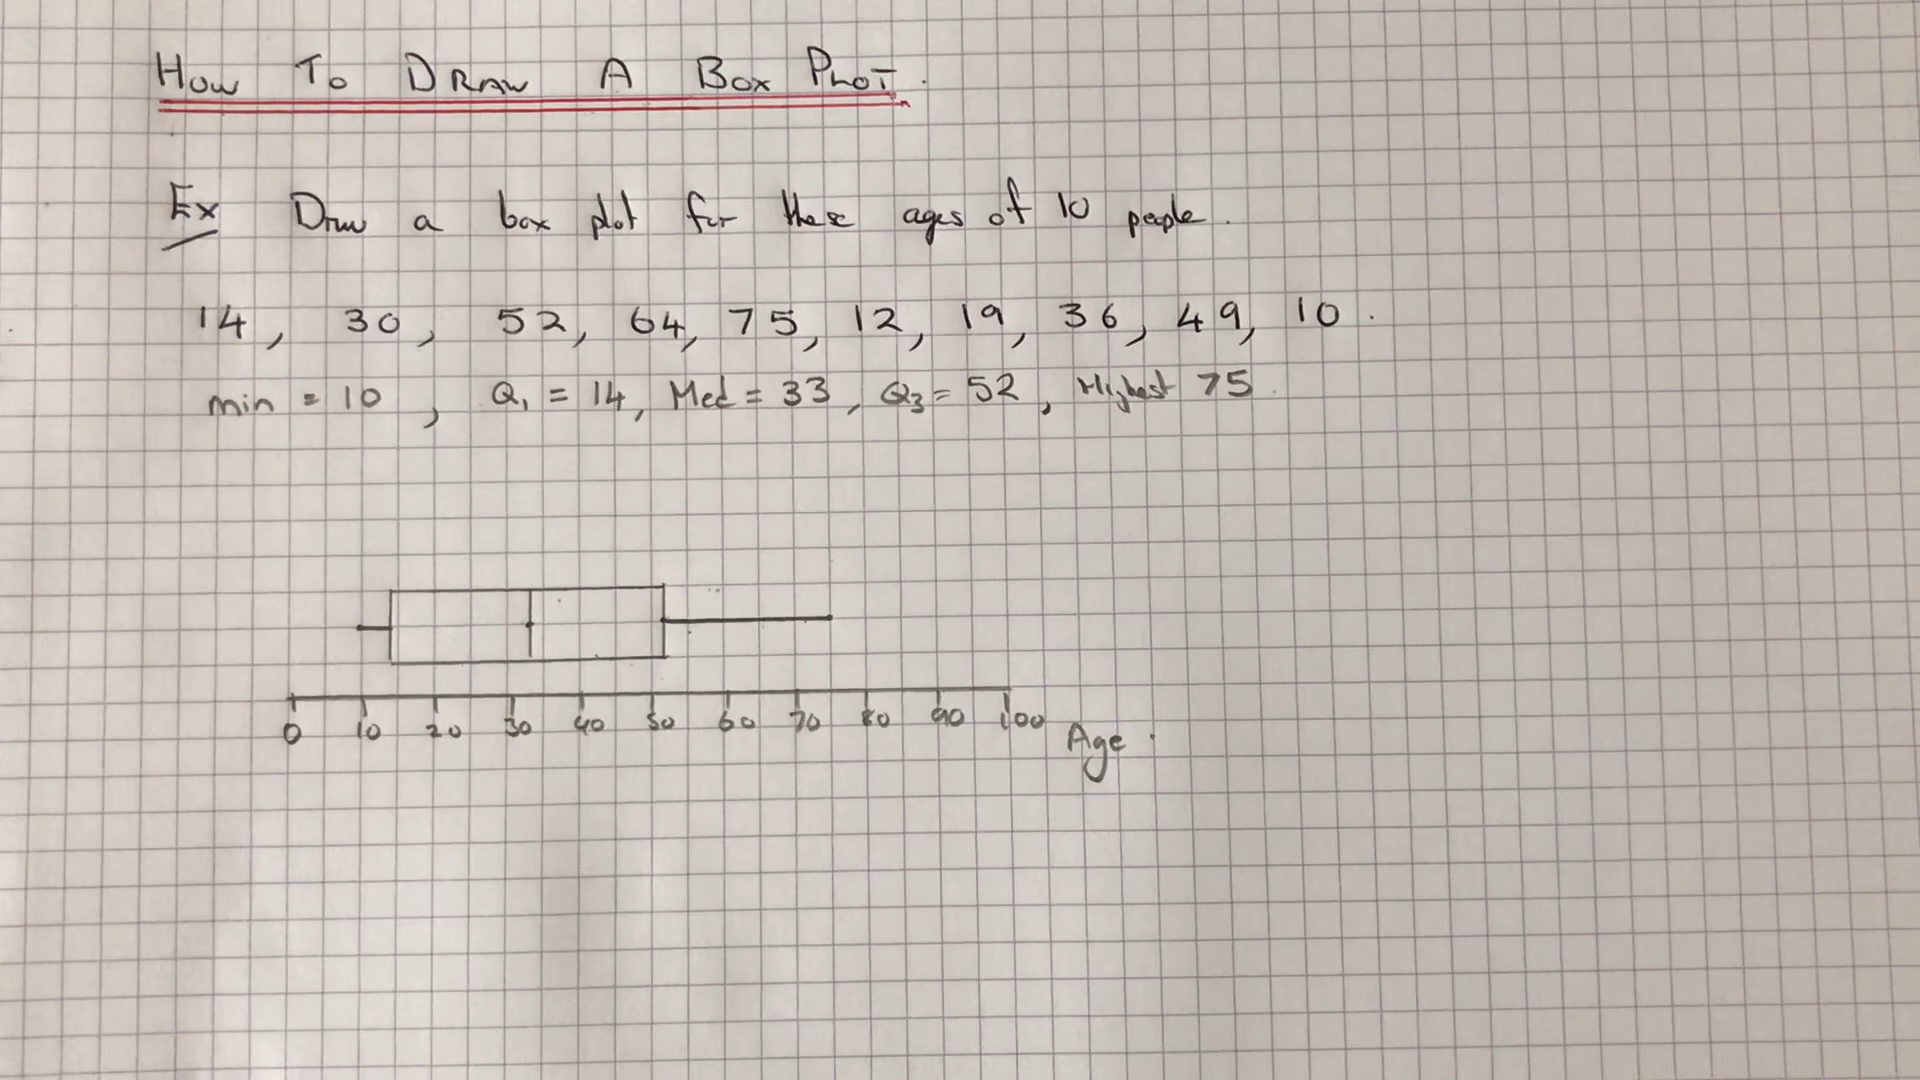 HOW TO DRAW A BOX PLOT.
Ex Draw a box plot for these ages of 10 people.
14, 30, 52, 64, 75, 12, 19, 36, 49, 10.
min = 10, Q₁ = 14, Med = 33, Q₃ = 52, Highest 75
0 10 20 30 40 50 60 70 80 90 100 Age.